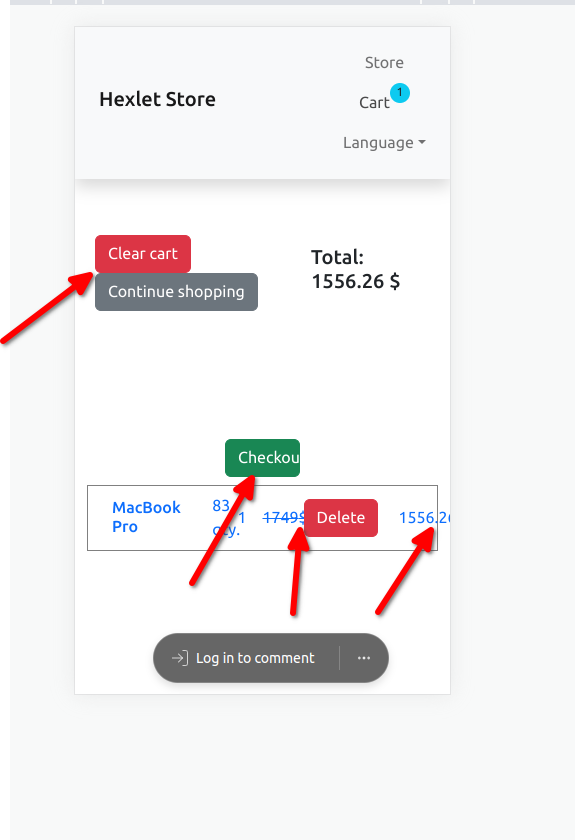 Store
Hexlet Store
Cart 1
Language
Clear cart
Total:
1556.26 $
Continue shopping
Checkou
MacBook
Pro
83
qty.
1
1749$
Delete
1556.26
Log in to comment